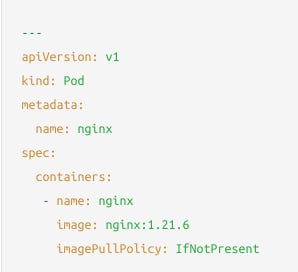 ---
apiVersion: v1
kind: Pod
metadata:
  name: nginx
spec:
  containers:
   - name: nginx
     image: nginx:1.21.6
     imagePullPolicy: IfNotPresent